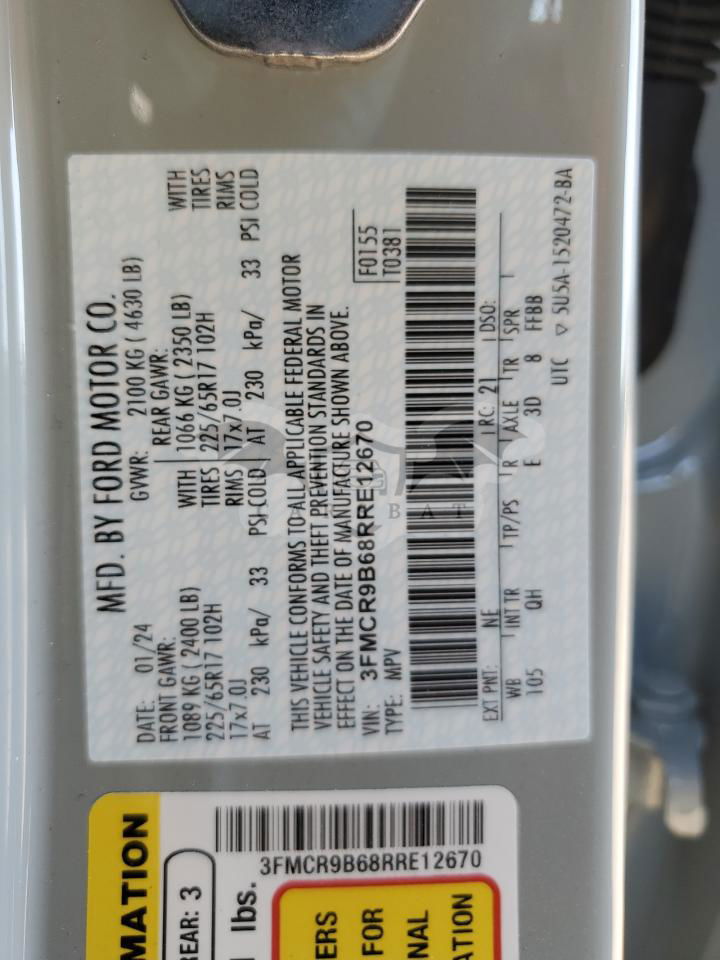 MFD. BY FORD MOTOR CO.
DATE: 01/24 GVWR: 2100 KG ( 4630 LB)
FRONT GAWR: REAR GAWR:
1089 KG ( 2400 LB) WITH 1066 KG ( 2350 LB) WITH
225/65R17 102H TIRES 225/65R17 102H TIRES
17x7.0J RIMS 17x7.0J RIMS
AT 230 kPa/ 33 PSI COLD AT 230 kPa/ 33 PSI COLD
THIS VEHICLE CONFORMS TO ALL APPLICABLE FEDERAL MOTOR
VEHICLE SAFETY AND THEFT PREVENTION STANDARDS IN
EFFECT ON THE DATE OF MANUFACTURE SHOWN ABOVE.
VIN: 3FMCR9B68RRE12670 F0155
TYPE: MPV T0381
EXT PNT: NE RC: 21 DSO:
WB INT TR TP/PS R AXLE TR SPR
105 QH E 3D 8 FFBB
UTC ▽ 5U5A-1520472-BA
3FMCR9B68RRE12670
MATION
REAR: 3
lbs.
ERS
FOR
NAL
ATION